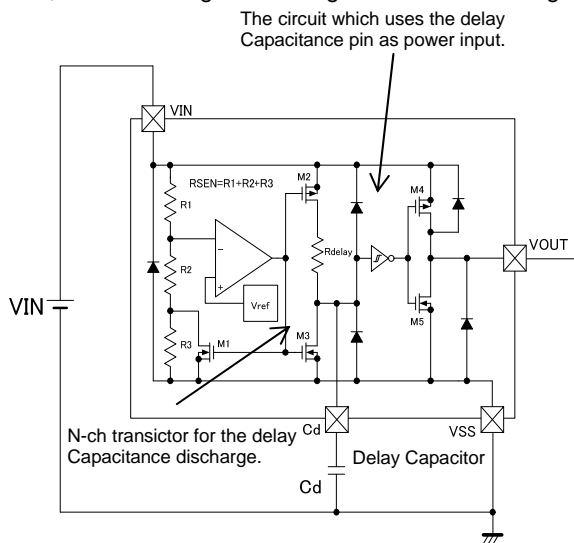 The circuit which uses the delay
Capacitance pin as power input.
VIN
RSEN=R1+R2+R3
M2
M4
R1
Rdelay
VOUT
R2
Vref
M5
VIN
R3
M1
M3
Cd
VSS
N-ch transictor for the delay
Capacitance discharge.
Delay Capacitor
Cd